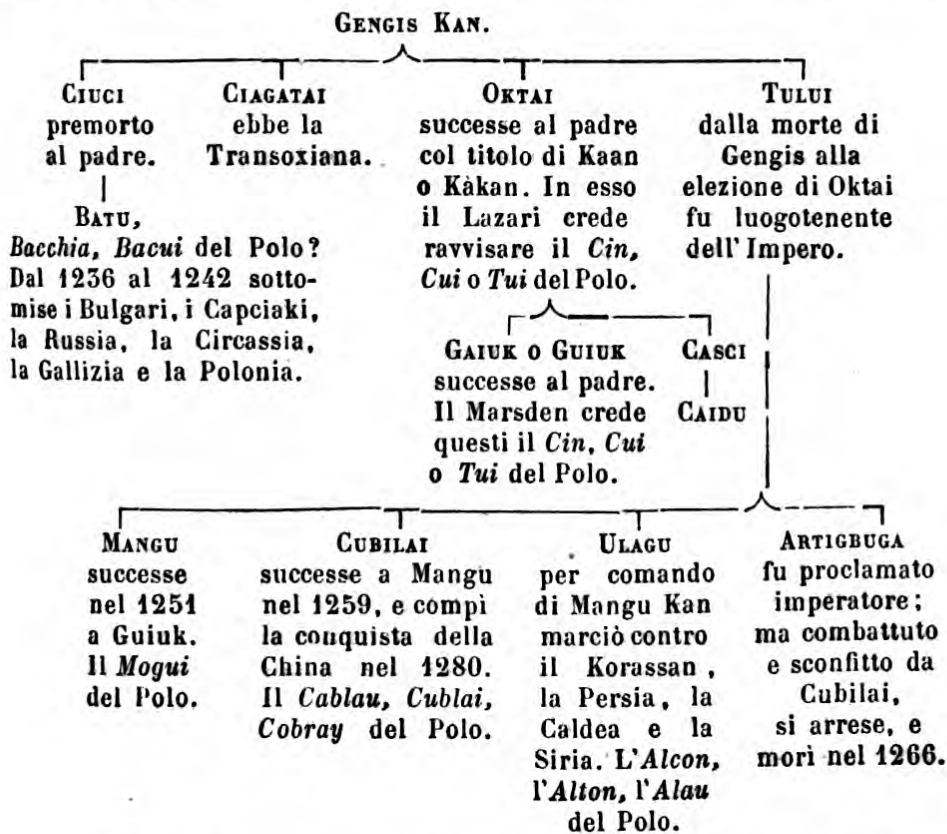 GENGIS KAN.
CIUCI
premorto
al padre.
BATU,
Bacchia, Bacui del Polo?
Dal 1236 al 1242 sotto-
mise i Bulgari, i Capciaki,
la Russia, la Circassia,
la Gallizia e la Polonia.
CIAGATAI
ebbe la
Transoxiana.
OKTAI
successe al padre
col titolo di Kaan
o Kàkan. In esso
il Lazari crede
ravvisare il Cin,
Cui o Tui del Polo.
GAIUK O GUIUK
successe al padre.
Il Marsden crede
questi il Cin, Cui
o Tui del Polo.
CASCI
CAIDU
TULUI
dalla morte di
Gengis alla
elezione di Oktai
fu luogotenente
dell'Impero.
MANGU
successe
nel 1251
a Guiuk.
Il Mogui
del Polo.
CUBILAI
successe a Mangu
nel 1259, e compì
la conquista della
China nel 1280.
Il Cablau, Cublai,
Cobray del Polo.
ULAGU
per comando
di Mangu Kan
marciò contro
il Korassan,
la Persia, la
Caldea e la
Siria. L'Alcon,
l'Alton, l'Alau
del Polo.
ARTIGBUGA
fu proclamato
imperatore;
ma combattuto
e sconfitto da
Cubilai,
si arrese, e
morì nel 1266.